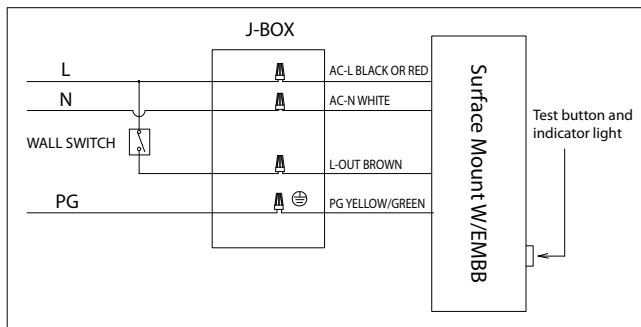 J-BOX
L
AC-L BLACK OR RED
N
AC-N WHITE
WALL SWITCH
L-OUT BROWN
PG
PG YELLOW/GREEN
Surface Mount W/EMBB
Test button and
indicator light